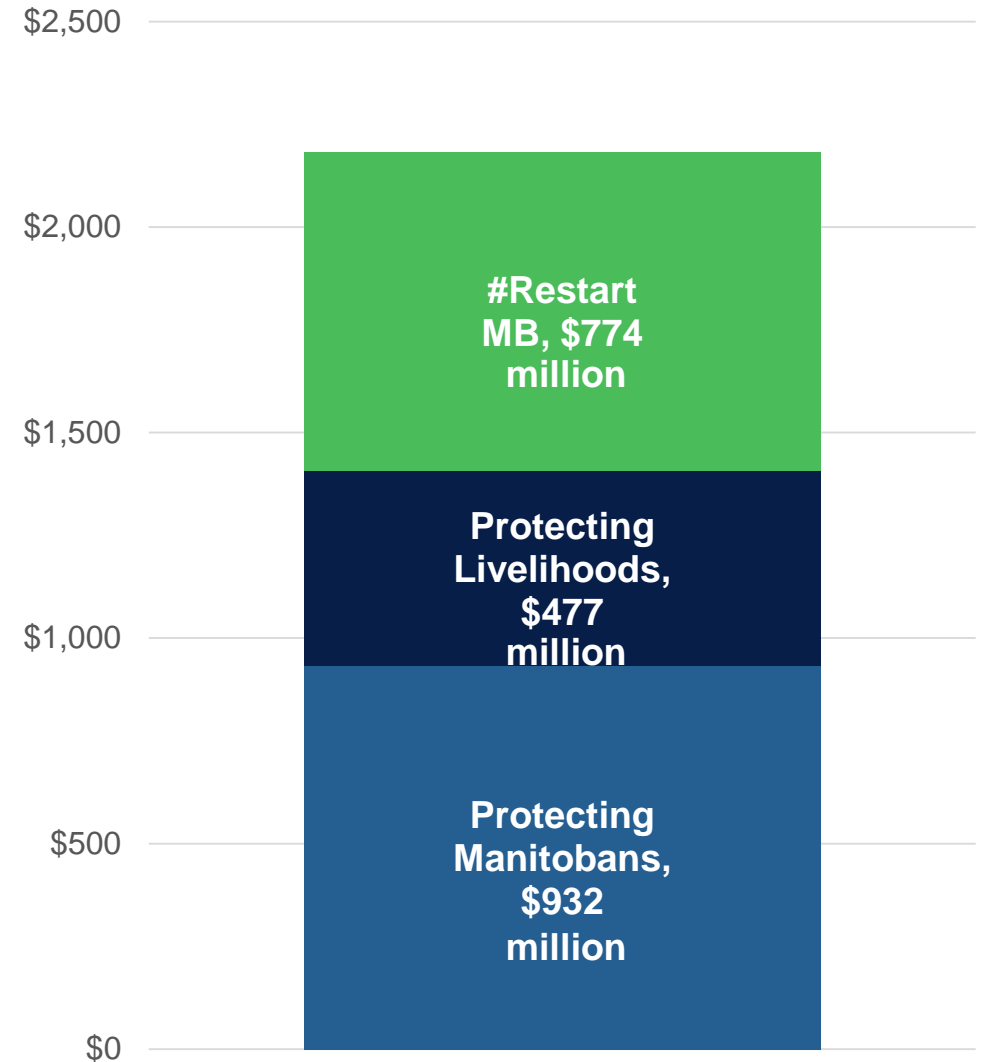 $2,500
$2,000
$1,500
$1,000
$500
$0
#Restart
MB, $774
million
Protecting
Livelihoods,
$477
million
Protecting
Manitobans,
$932
million